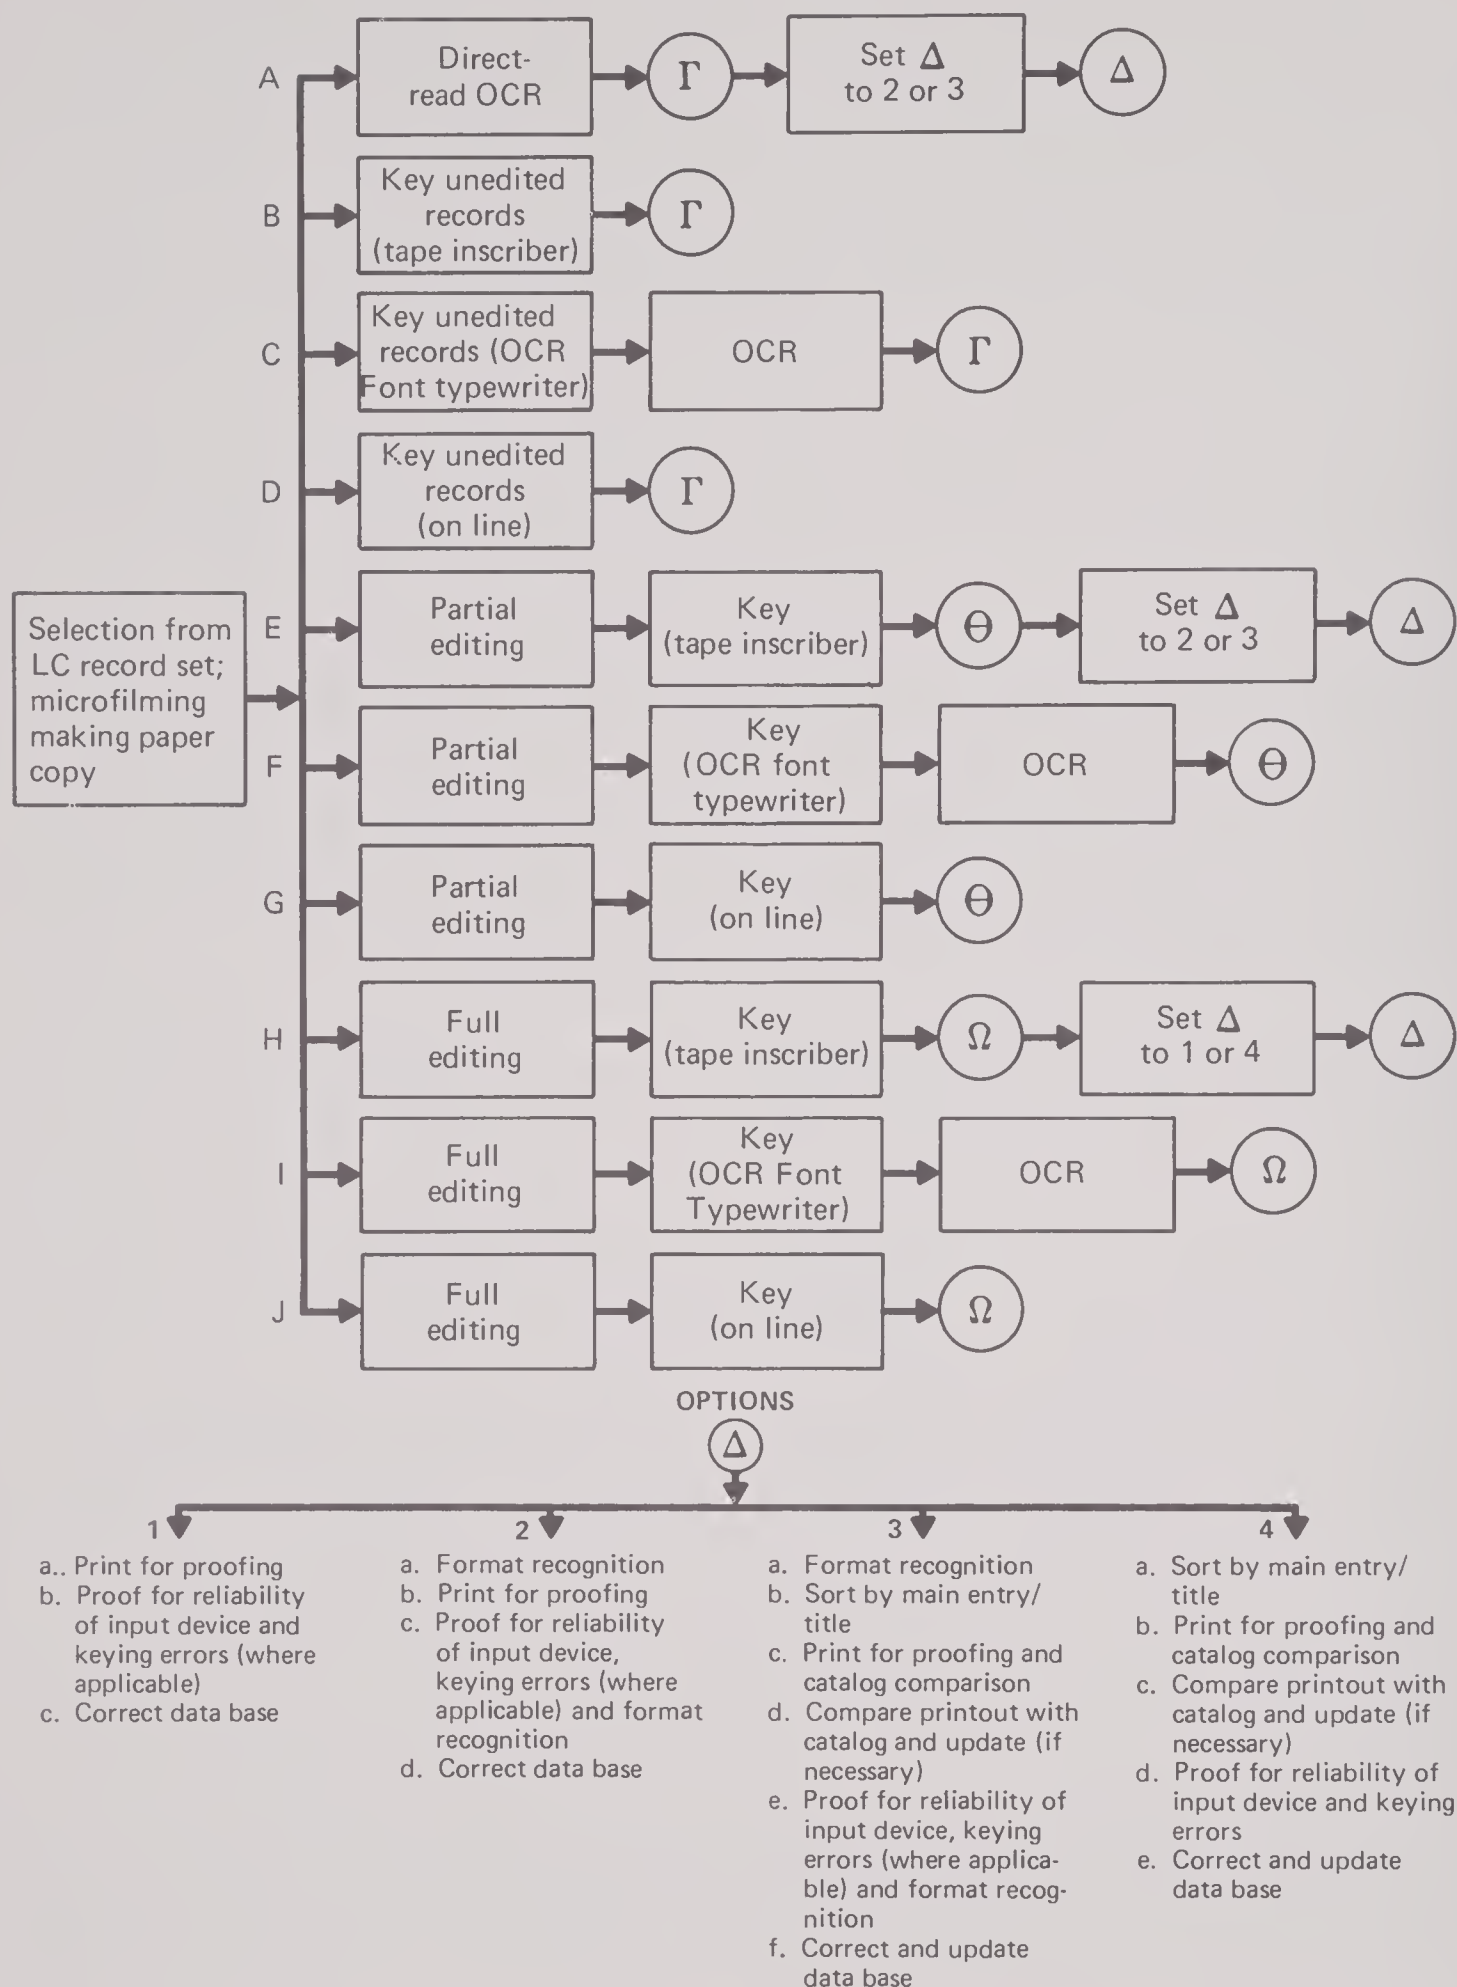 A
Direct-
read OCR
Γ
Set Δ
to 2 or 3
Δ
B
Key unedited
records
(tape inscriber)
Γ
C
Key unedited
records (OCR
Font typewriter)
OCR
Γ
D
Key unedited
records
(on line)
Γ
Selection from
LC record set;
microfilming
making paper
copy
E
Partial
editing
Key
(tape inscriber)
Θ
Set Δ
to 2 or 3
Δ
F
Partial
editing
Key
(OCR font
typewriter)
OCR
Θ
G
Partial
editing
Key
(on line)
Θ
H
Full
editing
Key
(tape inscriber)
Ω
Set Δ
to 1 or 4
Δ
I
Full
editing
Key
(OCR Font
Typewriter)
OCR
Ω
J
Full
editing
Key
(on line)
Ω
OPTIONS
Δ
1
a.. Print for proofing
b. Proof for reliability
of input device and
keying errors (where
applicable)
c. Correct data base
2
a. Format recognition
b. Print for proofing
c. Proof for reliability
of input device,
keying errors (where
applicable) and format
recognition
d. Correct data base
3
a. Format recognition
b. Sort by main entry/
title
c. Print for proofing and
catalog comparison
d. Compare printout with
catalog and update (if
necessary)
e. Proof for reliability of
input device, keying
errors (where applica-
ble) and format recog-
nition
f. Correct and update
data base
4
a. Sort by main entry/
title
b. Print for proofing and
catalog comparison
c. Compare printout with
catalog and update (if
necessary)
d. Proof for reliability of
input device and keying
errors
e. Correct and update
data base